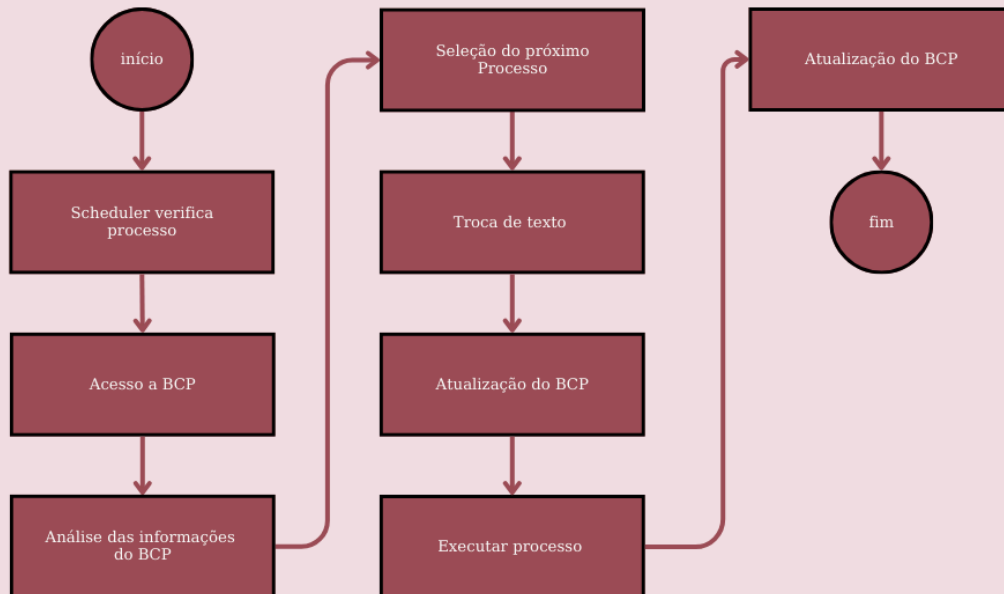 início
Scheduler verifica
processo
Acesso a BCP
Análise das informações
do BCP
Seleção do próximo
Processo
Troca de texto
Atualização do BCP
Executar processo
Atualização do BCP
fim